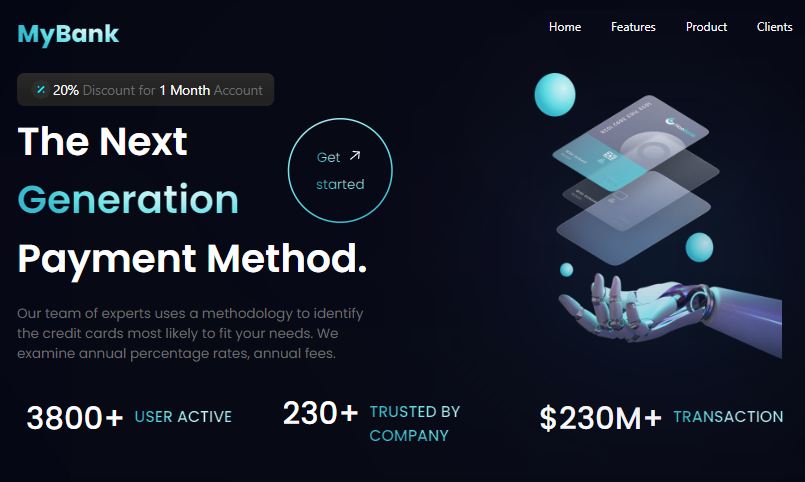 MyBank
Home Features Product Clients
20% Discount for 1 Month Account
The Next
Generation
Payment Method.
Get
started
Our team of experts uses a methodology to identify
the credit cards most likely to fit your needs. We
examine annual percentage rates, annual fees.
3800+ USER ACTIVE
230+ TRUSTED BY
COMPANY
$230M+ TRANSACTION